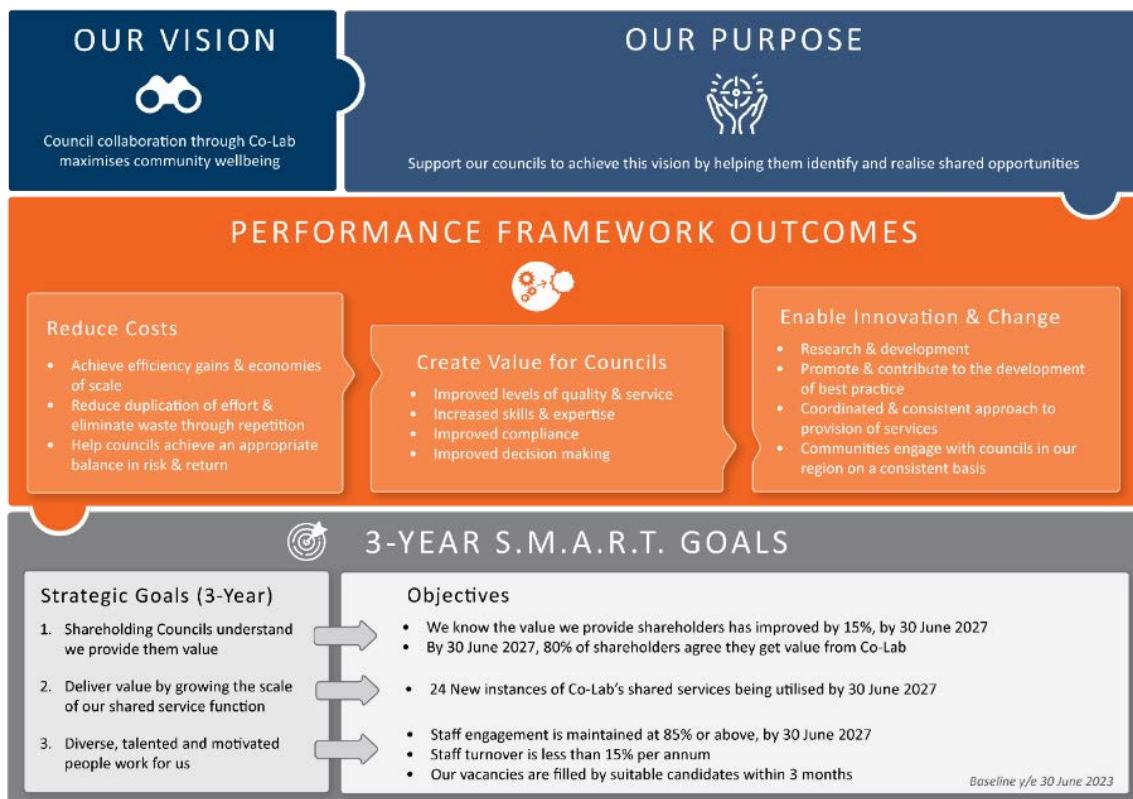 OUR VISION
Council collaboration through Co-Lab
maximises community wellbeing
OUR PURPOSE
Support our councils to achieve this vision by helping them identify and realise shared opportunities
PERFORMANCE FRAMEWORK OUTCOMES
Reduce Costs
• Achieve efficiency gains & economies
of scale
• Reduce duplication of effort &
eliminate waste through repetition
• Help councils achieve an appropriate
balance in risk & return
Create Value for Councils
• Improved levels of quality & service
• Increased skills & expertise
• Improved compliance
• Improved decision making
Enable Innovation & Change
• Research & development
• Promote & contribute to the development
of best practice
• Coordinated & consistent approach to
provision of services
• Communities engage with councils in our
region on a consistent basis
3-YEAR S.M.A.R.T. GOALS
Strategic Goals (3-Year)
1. Shareholding Councils understand
we provide them value
2. Deliver value by growing the scale
of our shared service function
3. Diverse, talented and motivated
people work for us
Objectives
• We know the value we provide shareholders has improved by 15%, by 30 June 2027
• By 30 June 2027, 80% of shareholders agree they get value from Co-Lab
• 24 New instances of Co-Lab's shared services being utilised by 30 June 2027
• Staff engagement is maintained at 85% or above, by 30 June 2027
• Staff turnover is less than 15% per annum
• Our vacancies are filled by suitable candidates within 3 months
Baseline y/e 30 June 2023